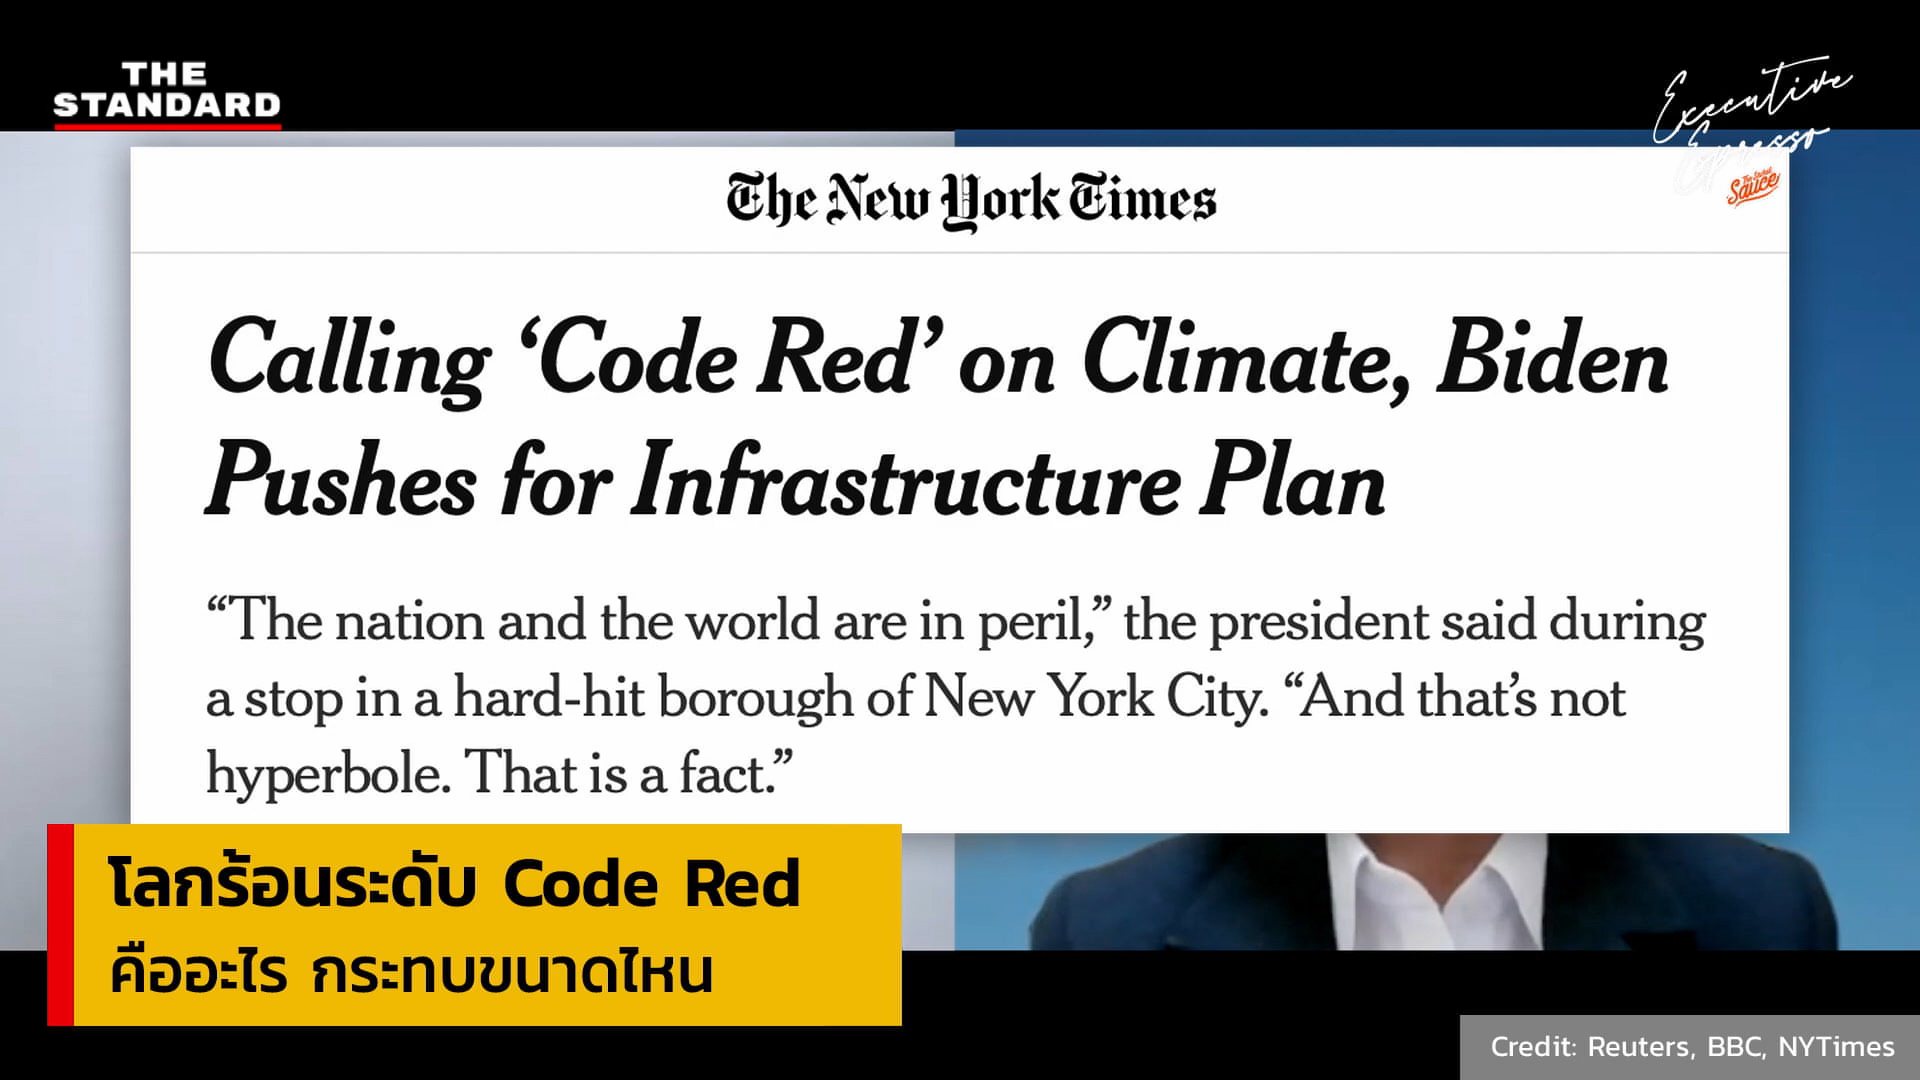 THE
STANDARD
Executive
Espresso
The Secret
Sauce
The New York Times
Calling ‘Code Red’ on Climate, Biden
Pushes for Infrastructure Plan
“The nation and the world are in peril,” the president said during
a stop in a hard-hit borough of New York City. “And that’s not
hyperbole. That is a fact.”
โลกร้อนระดับ Code Red
คืออะไร กระทบขนาดไหน
Credit: Reuters, BBC, NYTimes